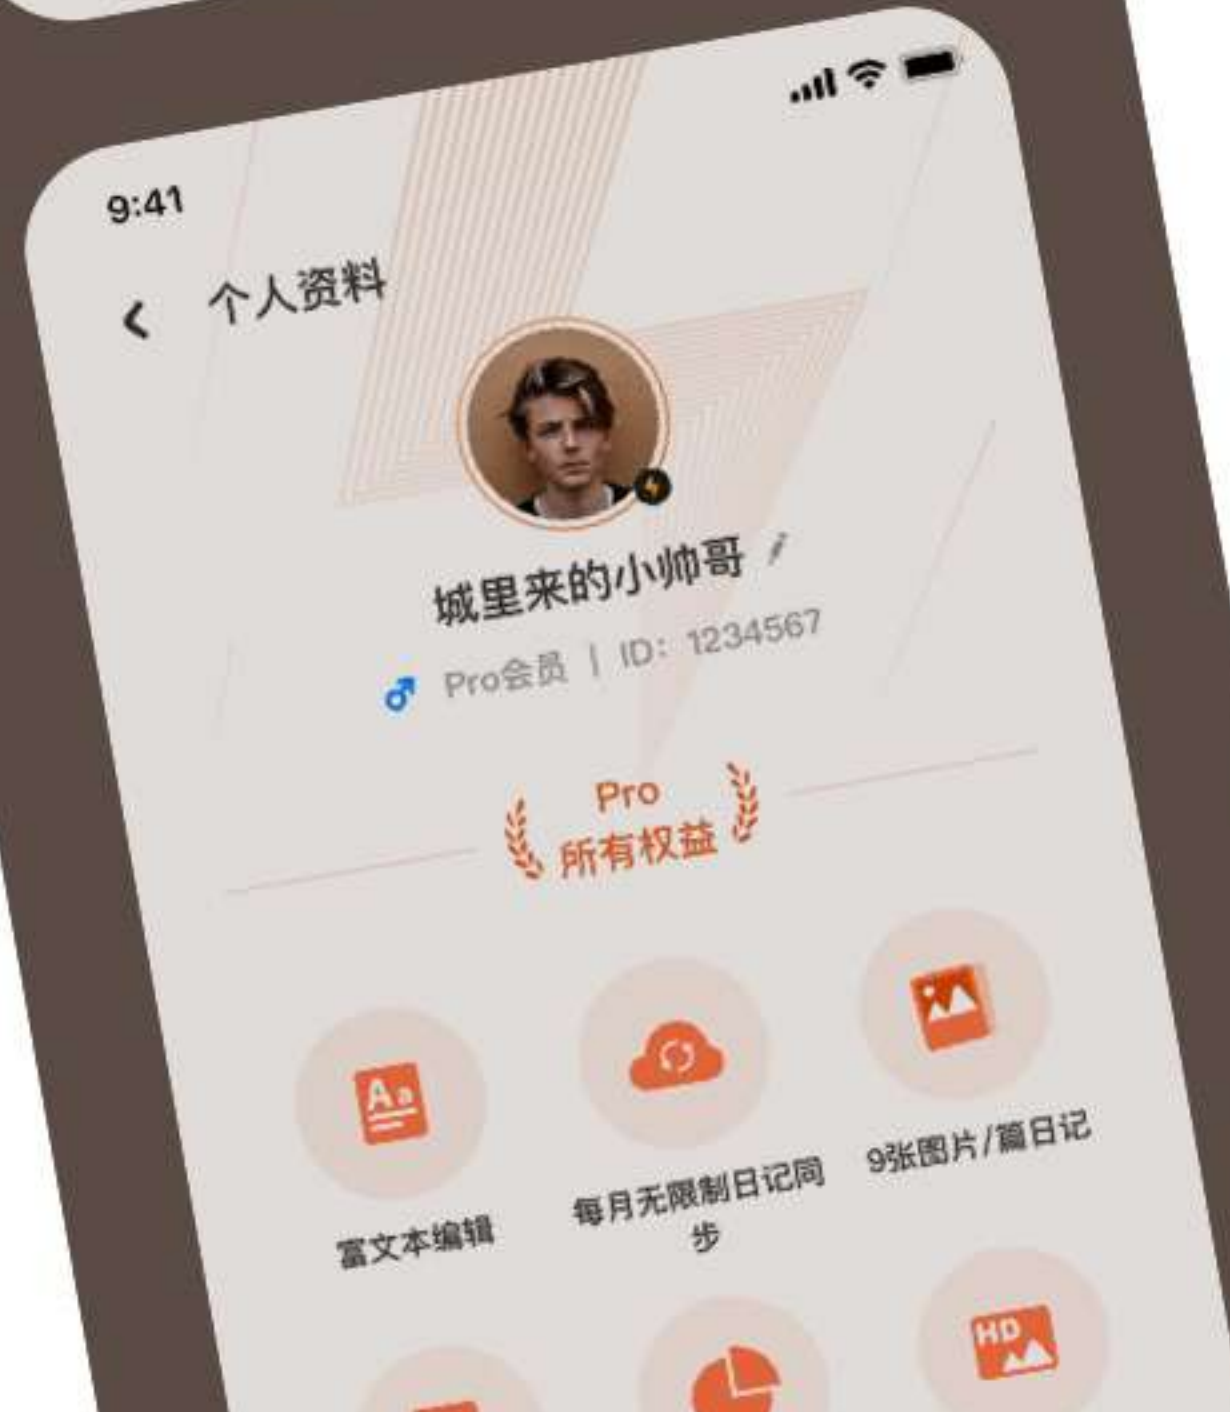 9:41
个人资料
城里来的小帅哥
Pro会员 | ID: 1234567
Pro
所有权益
Aa
富文本编辑
每月无限制日记同
步
9张图片/篇日记
HD